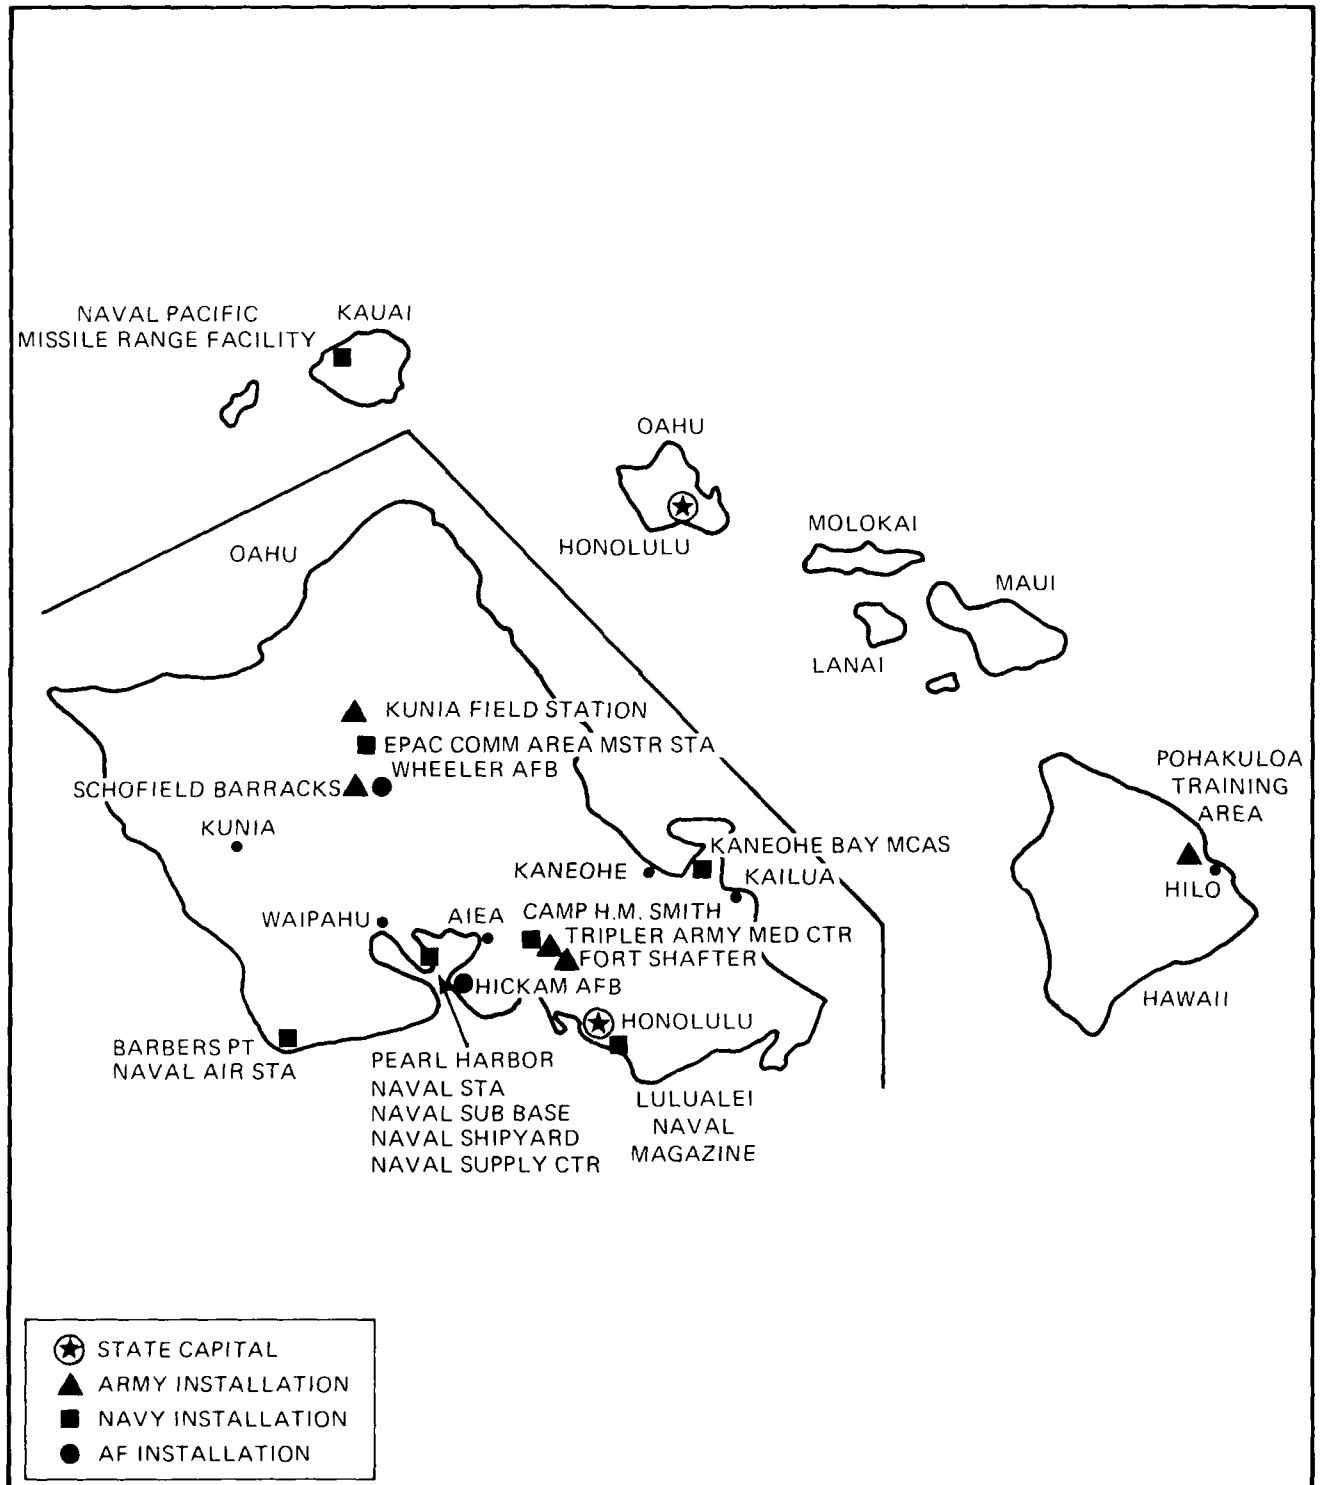 NAVAL PACIFIC
MISSILE RANGE FACILITY
KAUAI
OAHU
HONOLULU
MOLOKAI
MAUI
LANAI
OAHU
KUNIA FIELD STATION
EPAC COMM AREA MSTR STA
WHEELER AFB
SCHOFIELD BARRACKS
KUNIA
POHAKULOA
TRAINING
AREA
HILO
HAWAII
KANEOHE BAY MCAS
KANEOHE
KAILUA
WAIPAHU
AIEA
CAMP H.M. SMITH
TRIPLER ARMY MED CTR
FORT SHAFTER
HICKAM AFB
HONOLULU
BARBERS PT
NAVAL AIR STA
PEARL HARBOR
NAVAL STA
NAVAL SUB BASE
NAVAL SHIPYARD
NAVAL SUPPLY CTR
LULUALEI
NAVAL
MAGAZINE
STATE CAPITAL
ARMY INSTALLATION
NAVY INSTALLATION
AF INSTALLATION